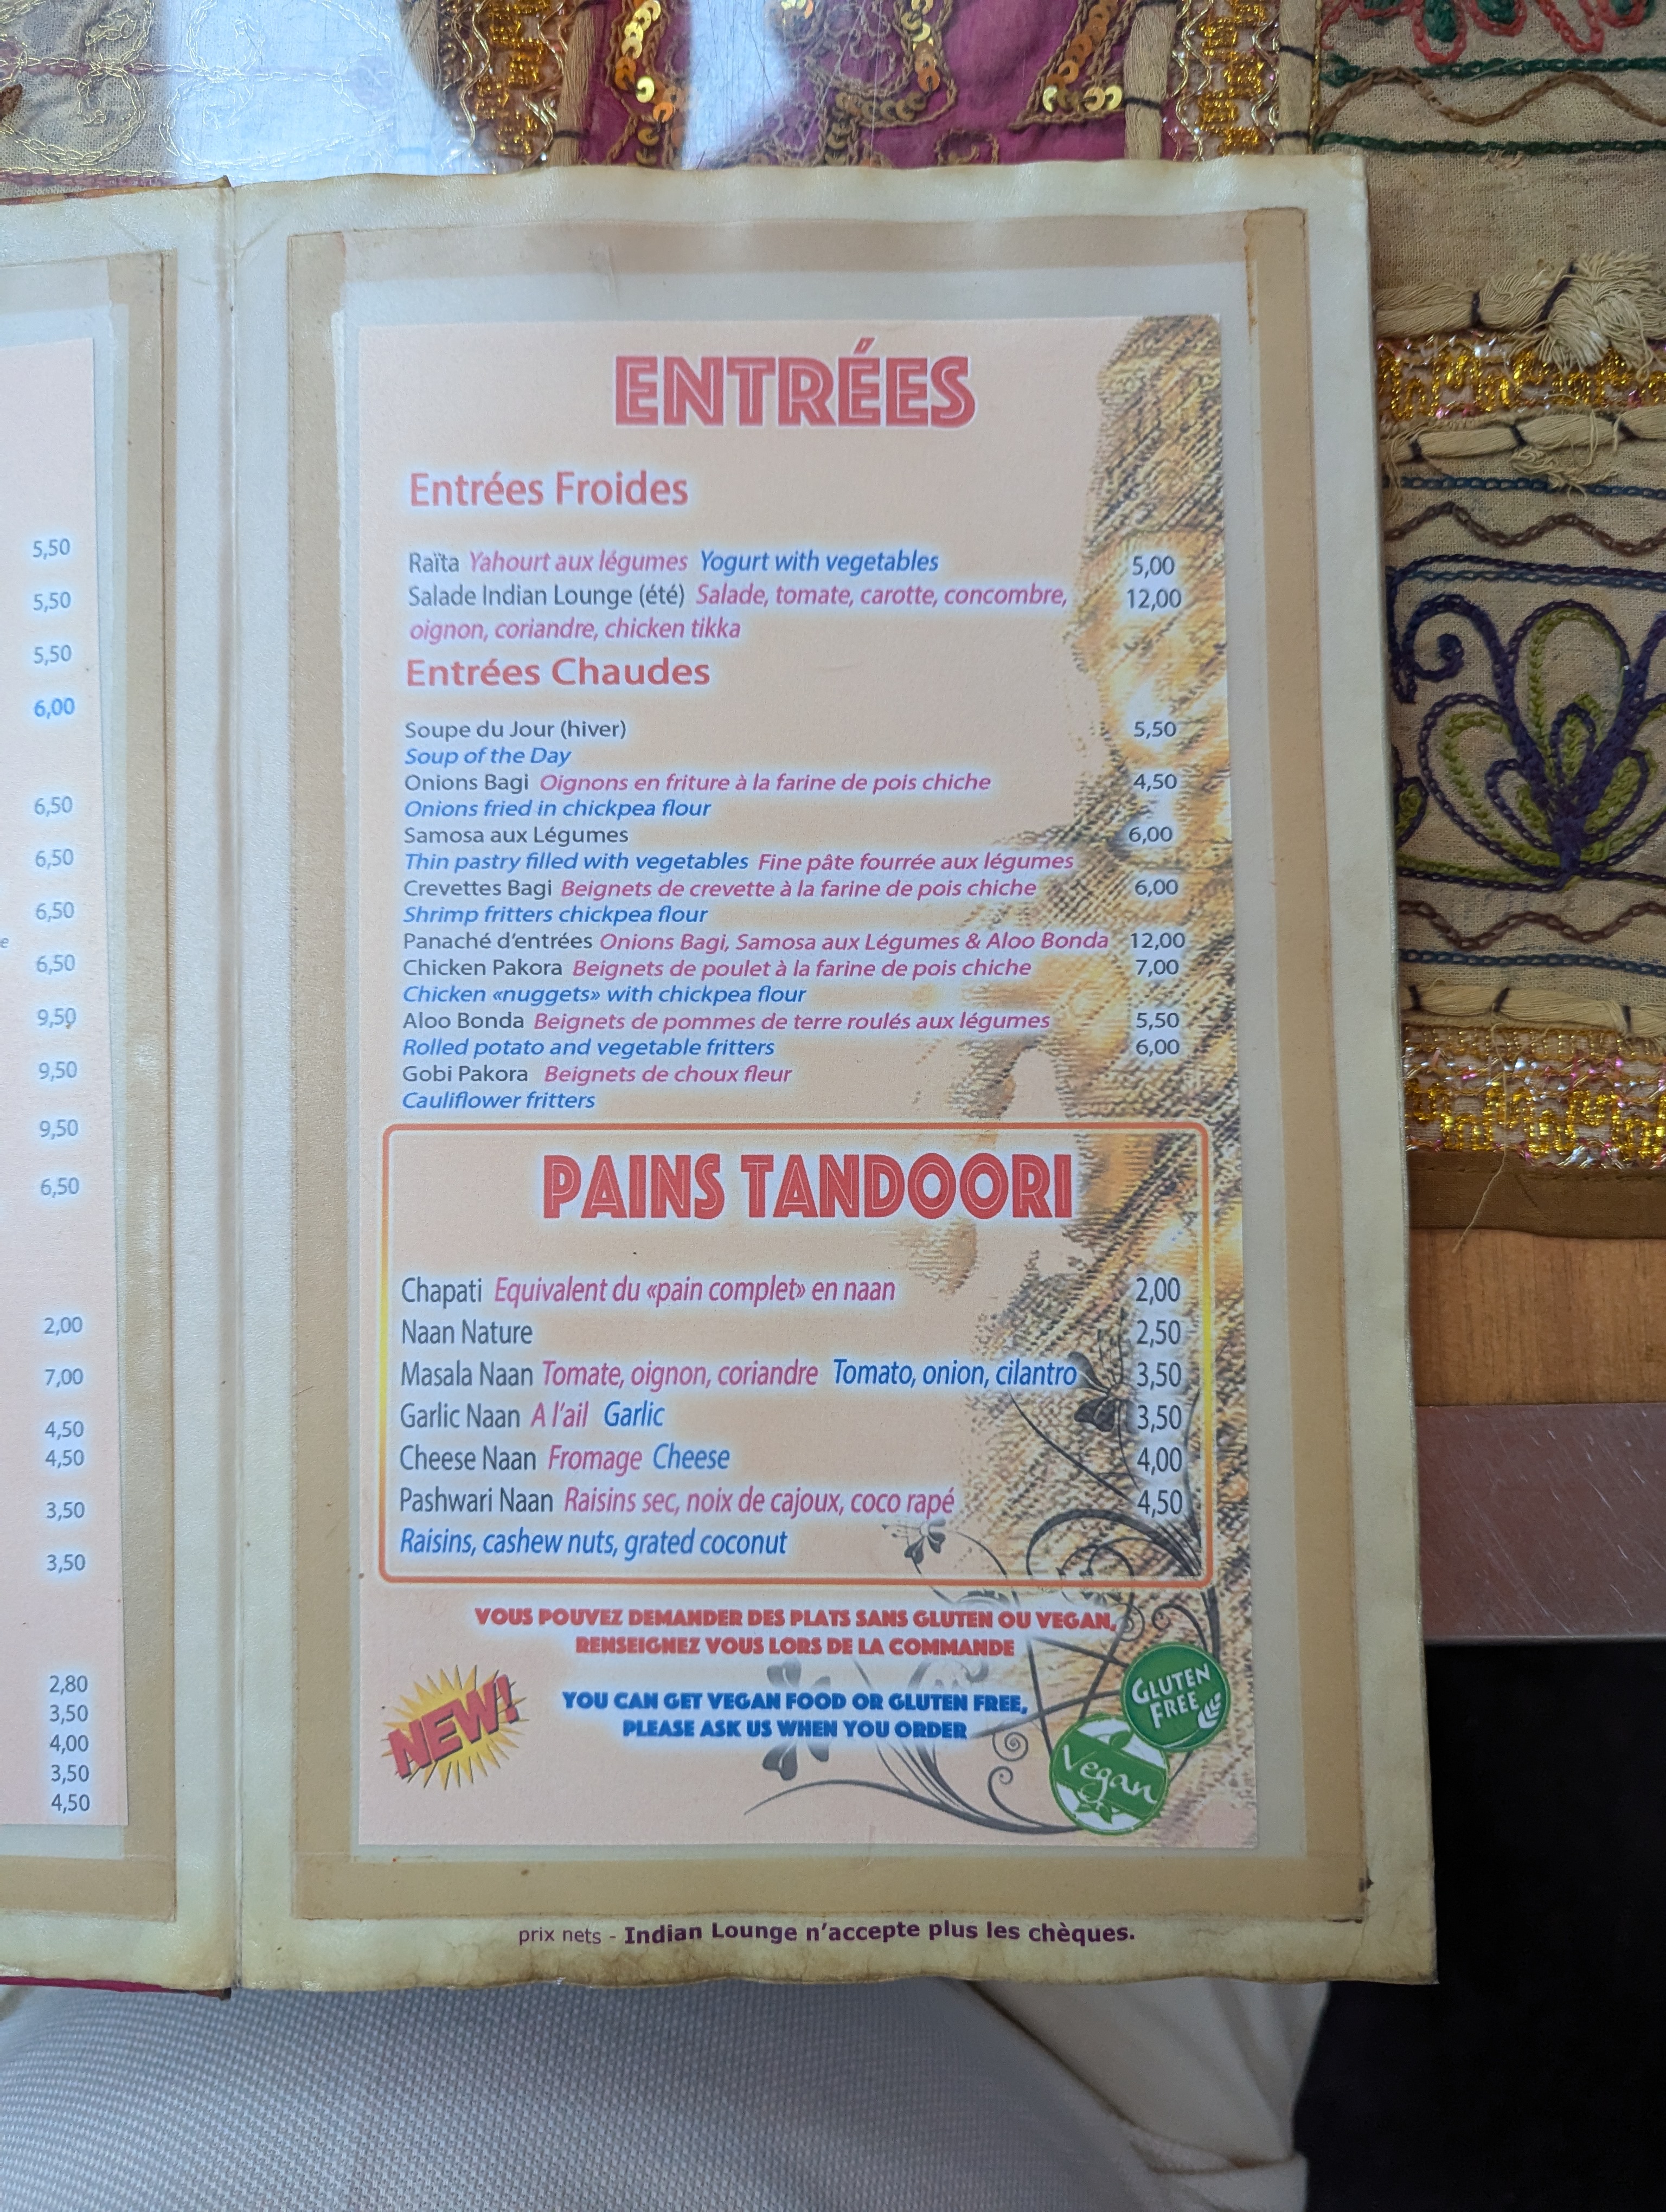 5,50
5,50
5,50
6,00
6,50
6,50
6,50
e
6,50
9,50
9,50
9,50
6,50
2,00
7,00
4,50
4,50
3,50
3,50
2,80
3,50
4,00
3,50
4,50
ENTRÉES
Entrées Froides
Raïta Yahourt aux légumes Yogurt with vegetables 5,00
Salade Indian Lounge (été) Salade, tomate, carotte, concombre, 12,00
oignon, coriandre, chicken tikka
Entrées Chaudes
Soupe du Jour (hiver) 5,50
Soup of the Day
Onions Bagi Oignons en friture à la farine de pois chiche 4,50
Onions fried in chickpea flour
Samosa aux Légumes 6,00
Thin pastry filled with vegetables Fine pâte fourrée aux légumes
Crevettes Bagi Beignets de crevette à la farine de pois chiche 6,00
Shrimp fritters chickpea flour
Panaché d'entrées Onions Bagi, Samosa aux Légumes & Aloo Bonda 12,00
Chicken Pakora Beignets de poulet à la farine de pois chiche 7,00
Chicken «nuggets» with chickpea flour
Aloo Bonda Beignets de pommes de terre roulés aux légumes 5,50
Rolled potato and vegetable fritters 6,00
Gobi Pakora Beignets de choux fleur
Cauliflower fritters
PAINS TANDOORI
Chapati Equivalent du «pain complet» en naan 2,00
Naan Nature 2,50
Masala Naan Tomate, oignon, coriandre Tomato, onion, cilantro 3,50
Garlic Naan A l'ail Garlic 3,50
Cheese Naan Fromage Cheese 4,00
Pashwari Naan Raisins sec, noix de cajoux, coco rapé 4,50
Raisins, cashew nuts, grated coconut
VOUS POUVEZ DEMANDER DES PLATS SANS GLUTEN OU VEGAN,
RENSEIGNEZ VOUS LORS DE LA COMMANDE
NEW!
YOU CAN GET VEGAN FOOD OR GLUTEN FREE,
PLEASE ASK US WHEN YOU ORDER
GLUTEN
FREE
Vegan
prix nets - Indian Lounge n'accepte plus les chèques.